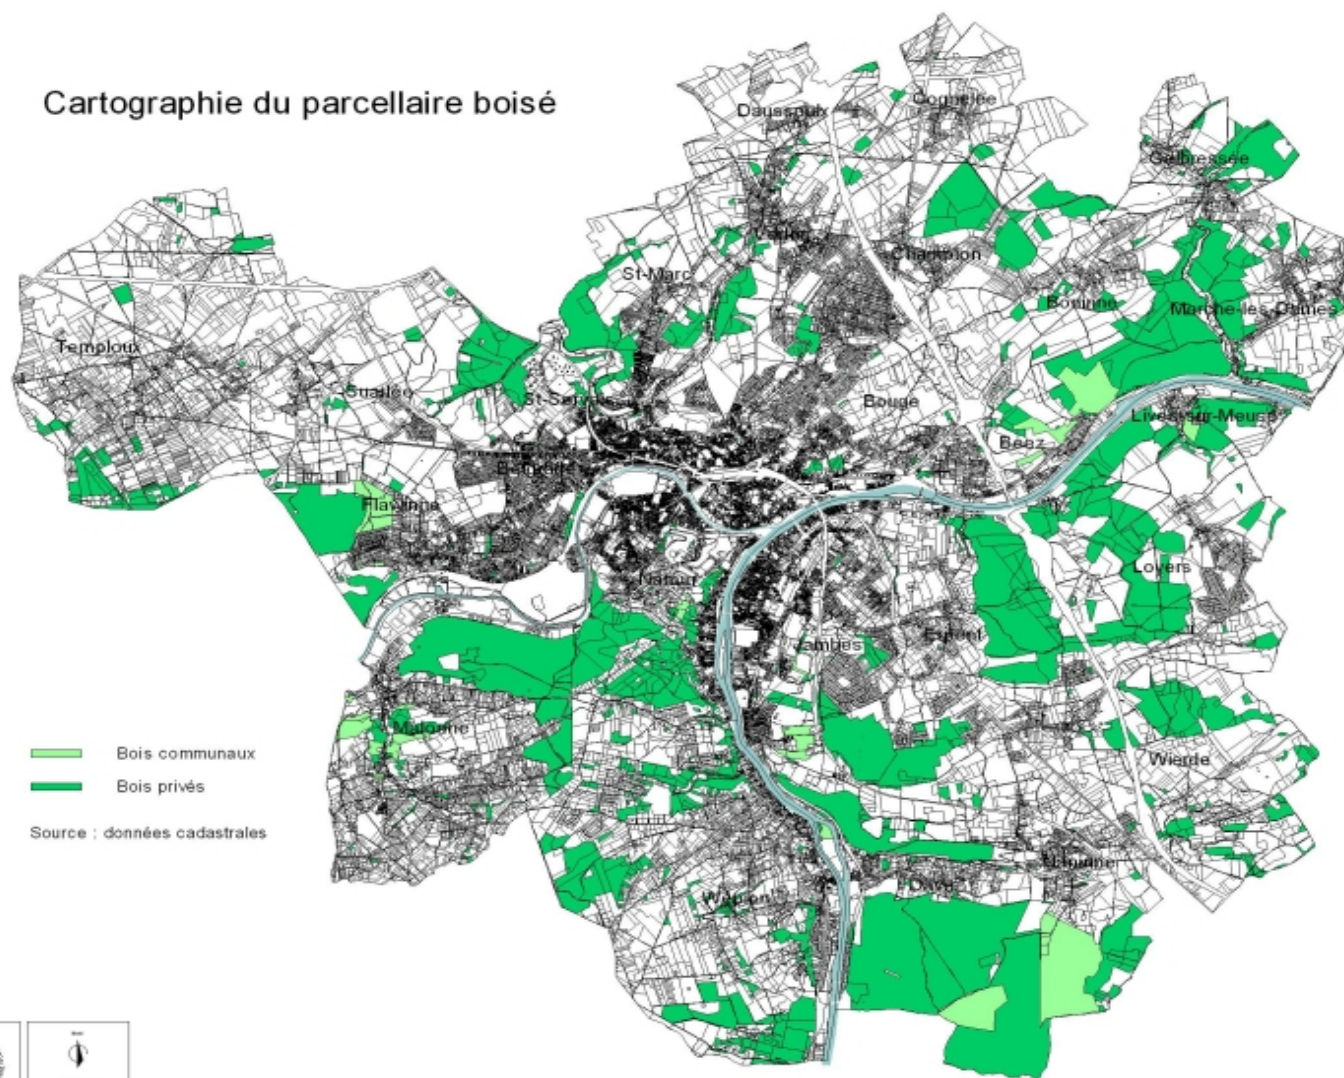 Cartographie du parcellaire boisé
Daussoulx
Cognelée
Gelbressée
Vedrin
St-Marc
Champion
Boninne
Marche-les-Dames
Temploux
Suarlée
St-Servais
Bouge
Lives-sur-Meuse
Beez
Belgrade
Flawinne
Namur
Loyers
Jambes
Erpent
Malonne
Bois communaux
Wierde
Bois privés
Source : données cadastrales
Naninne
Dave
Wépion